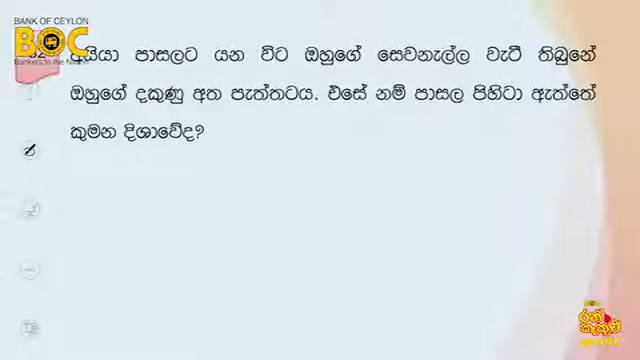 BANK OF CEYLON
BOC
Bankers to the Nation
අයියා පාසලට යන විට ඔහුගේ සෙවනැල්ල වැටී තිබුනේ
ඔහුගේ දකුණු අත පැත්තටය. එසේ නම් පාසල පිහිටා ඇත්තේ
කුමන දිශාවේද?
රත්
කැකුළු